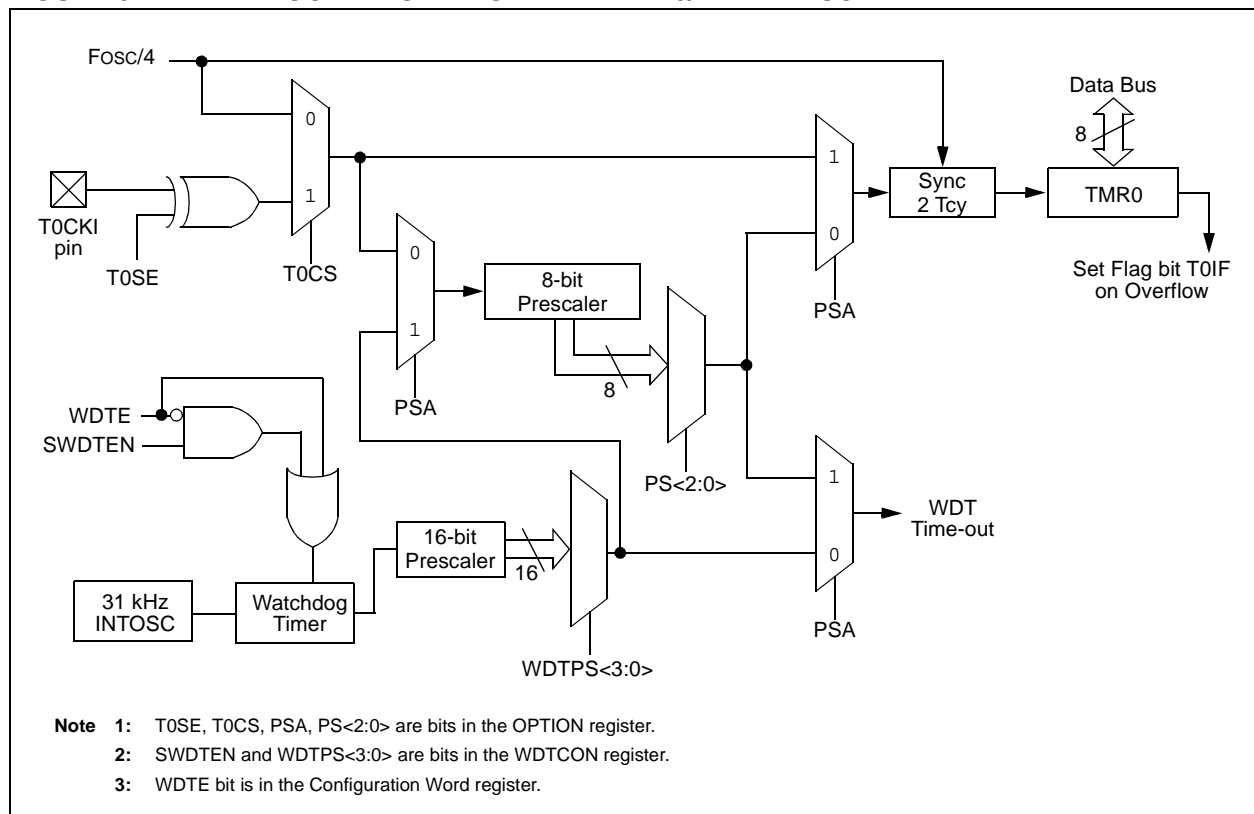 Fosc/4
Data Bus
8
0
1
T0CKI
pin
T0SE
T0CS
1
0
PSA
Sync
2 Tcy
TMR0
Set Flag bit T0IF
on Overflow
0
1
PSA
8-bit
Prescaler
8
PS<2:0>
WDTE
SWDTEN
1
0
PSA
WDT
Time-out
16-bit
Prescaler
16
31 kHz
INTOSC
Watchdog
Timer
WDTPS<3:0>
Note 1: T0SE, T0CS, PSA, PS<2:0> are bits in the OPTION register.
2: SWDTEN and WDTPS<3:0> are bits in the WDTCON register.
3: WDTE bit is in the Configuration Word register.